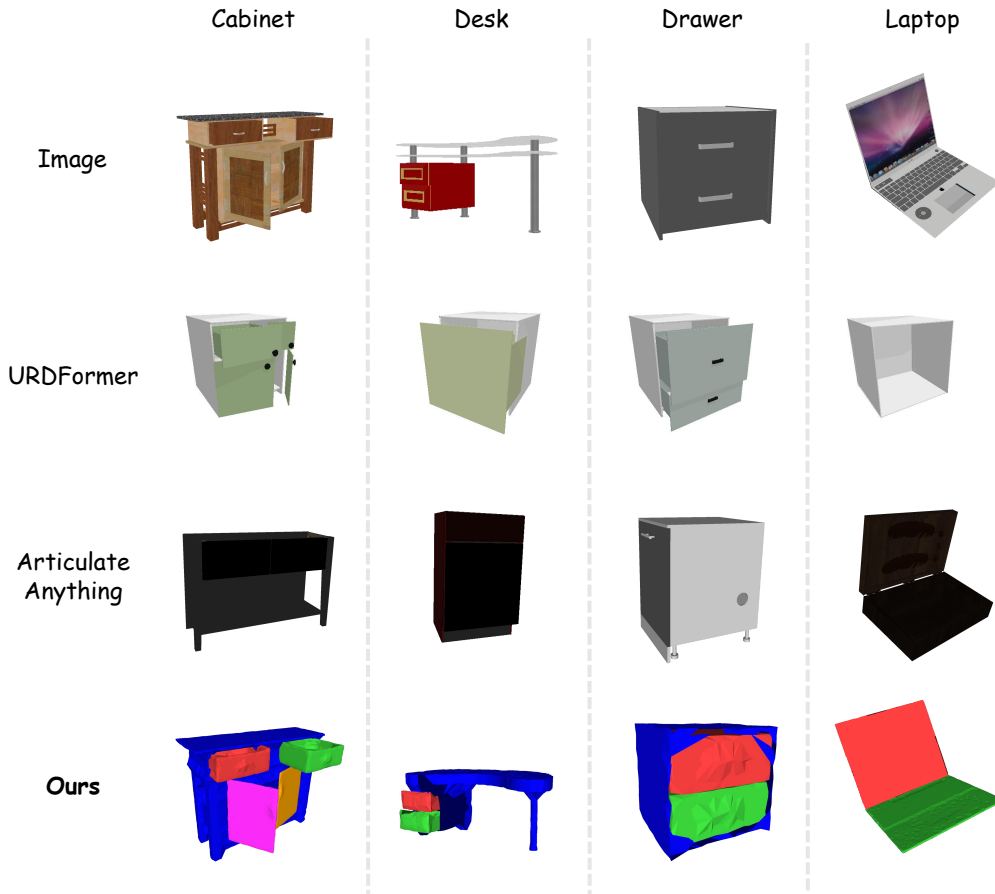 Cabinet Desk Drawer Laptop
Image
URDFormer
Articulate
Anything
Ours